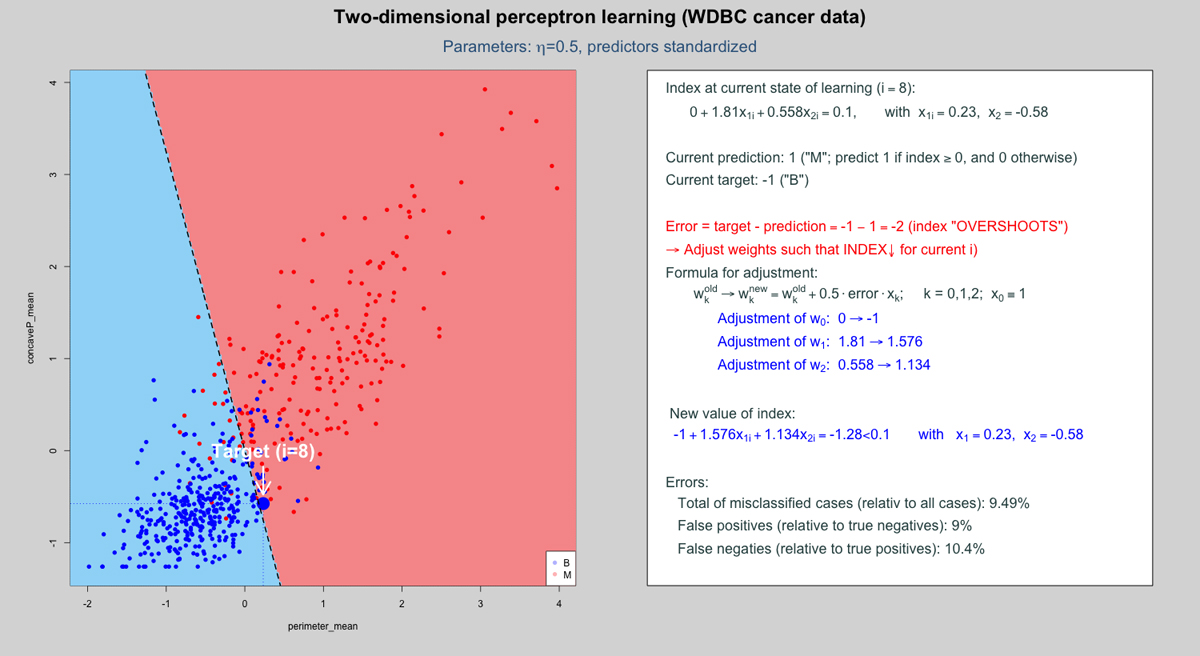 Two-dimensional perceptron learning (WDBC cancer data)
Parameters: η=0.5, predictors standardized
concaveP_mean
4
3
2
1
0
-1
Target (i=8)
B
M
-2 -1 0 1 2 3 4
perimeter_mean
Index at current state of learning (i = 8):
0 + 1.81x1i + 0.558x2i = 0.1, with x1i = 0.23, x2 = -0.58
Current prediction: 1 ("M"; predict 1 if index ≥ 0, and 0 otherwise)
Current target: -1 ("B")
Error = target - prediction = -1 – 1 = -2 (index "OVERSHOOTS")
→ Adjust weights such that INDEX↓ for current i)
Formula for adjustment:
wk^old → wk^new = wk^old + 0.5 · error · xk; k = 0,1,2; x0 ≡ 1
Adjustment of w0: 0 → -1
Adjustment of w1: 1.81 → 1.576
Adjustment of w2: 0.558 → 1.134
New value of index:
-1 + 1.576x1i + 1.134x2i = -1.28<0.1 with x1 = 0.23, x2 = -0.58
Errors:
Total of misclassified cases (relativ to all cases): 9.49%
False positives (relative to true negatives): 9%
False negaties (relative to true positives): 10.4%